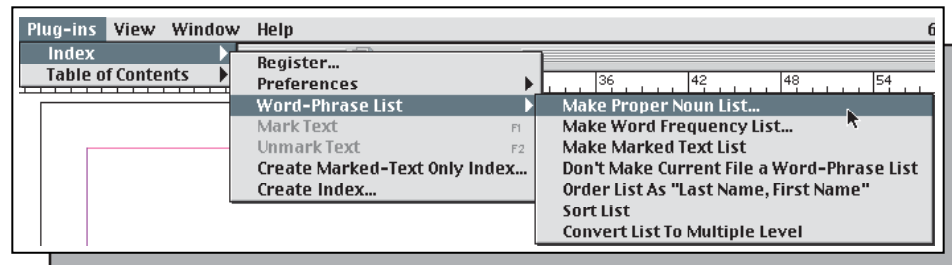 Plug-ins View Window Help 6
Index
Table of Contents
36 42 48 54
Register...
Preferences
Word-Phrase List
Mark Text F1
Unmark Text F2
Create Marked-Text Only Index...
Create Index...
Make Proper Noun List...
Make Word Frequency List...
Make Marked Text List
Don't Make Current File a Word-Phrase List
Order List As "Last Name, First Name"
Sort List
Convert List To Multiple Level